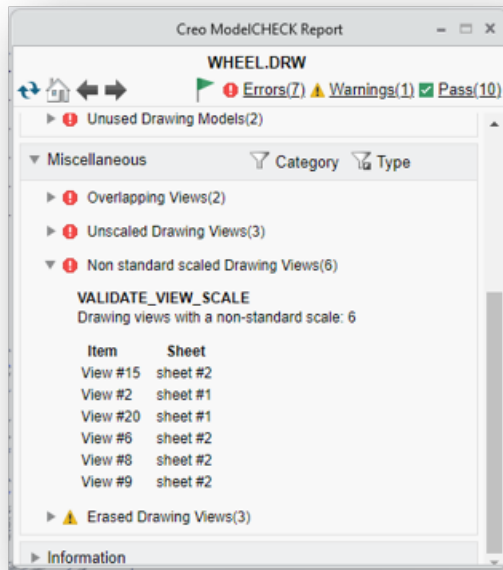 Creo ModelCHECK Report
WHEEL.DRW
Errors(7) Warnings(1) Pass(10)
Unused Drawing Models(2)
Miscellaneous Category Type
Overlapping Views(2)
Unscaled Drawing Views(3)
Non standard scaled Drawing Views(6)
VALIDATE_VIEW_SCALE
Drawing views with a non-standard scale: 6
Item Sheet
View #15 sheet #2
View #2 sheet #1
View #20 sheet #1
View #6 sheet #2
View #8 sheet #2
View #9 sheet #2
Erased Drawing Views(3)
Information